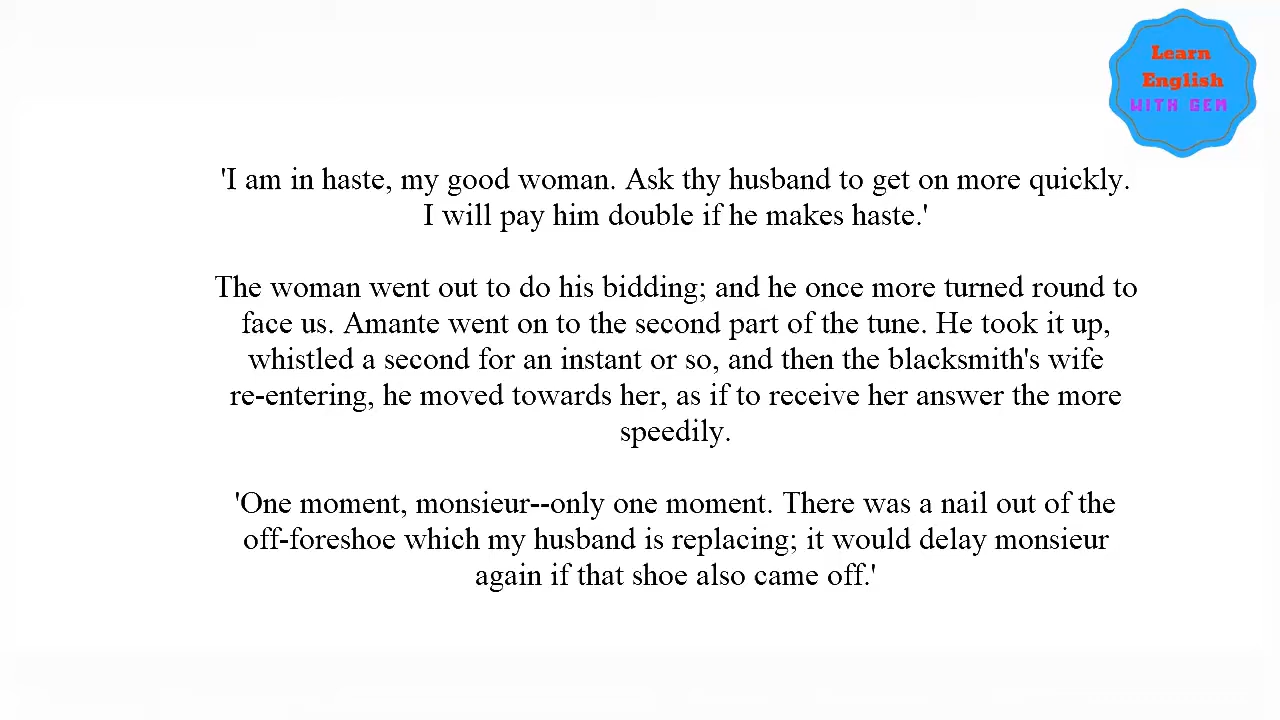 Learn
English
WITH GEM
'I am in haste, my good woman. Ask thy husband to get on more quickly.
I will pay him double if he makes haste.'
The woman went out to do his bidding; and he once more turned round to
face us. Amante went on to the second part of the tune. He took it up,
whistled a second for an instant or so, and then the blacksmith's wife
re-entering, he moved towards her, as if to receive her answer the more
speedily.
'One moment, monsieur--only one moment. There was a nail out of the
off-foreshoe which my husband is replacing; it would delay monsieur
again if that shoe also came off.'